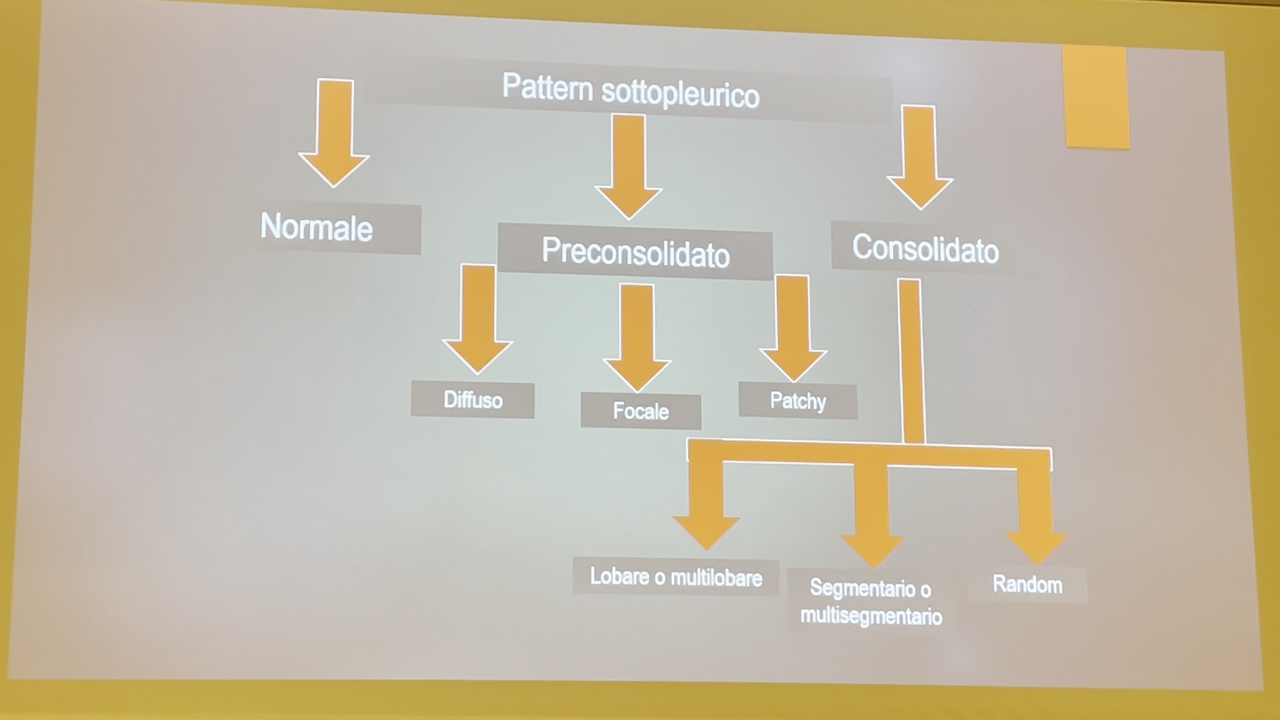 Pattern sottopleurico
Normale
Preconsolidato
Consolidato
Diffuso
Focale
Patchy
Lobare o multilobare
Segmentario o
multisegmentario
Random